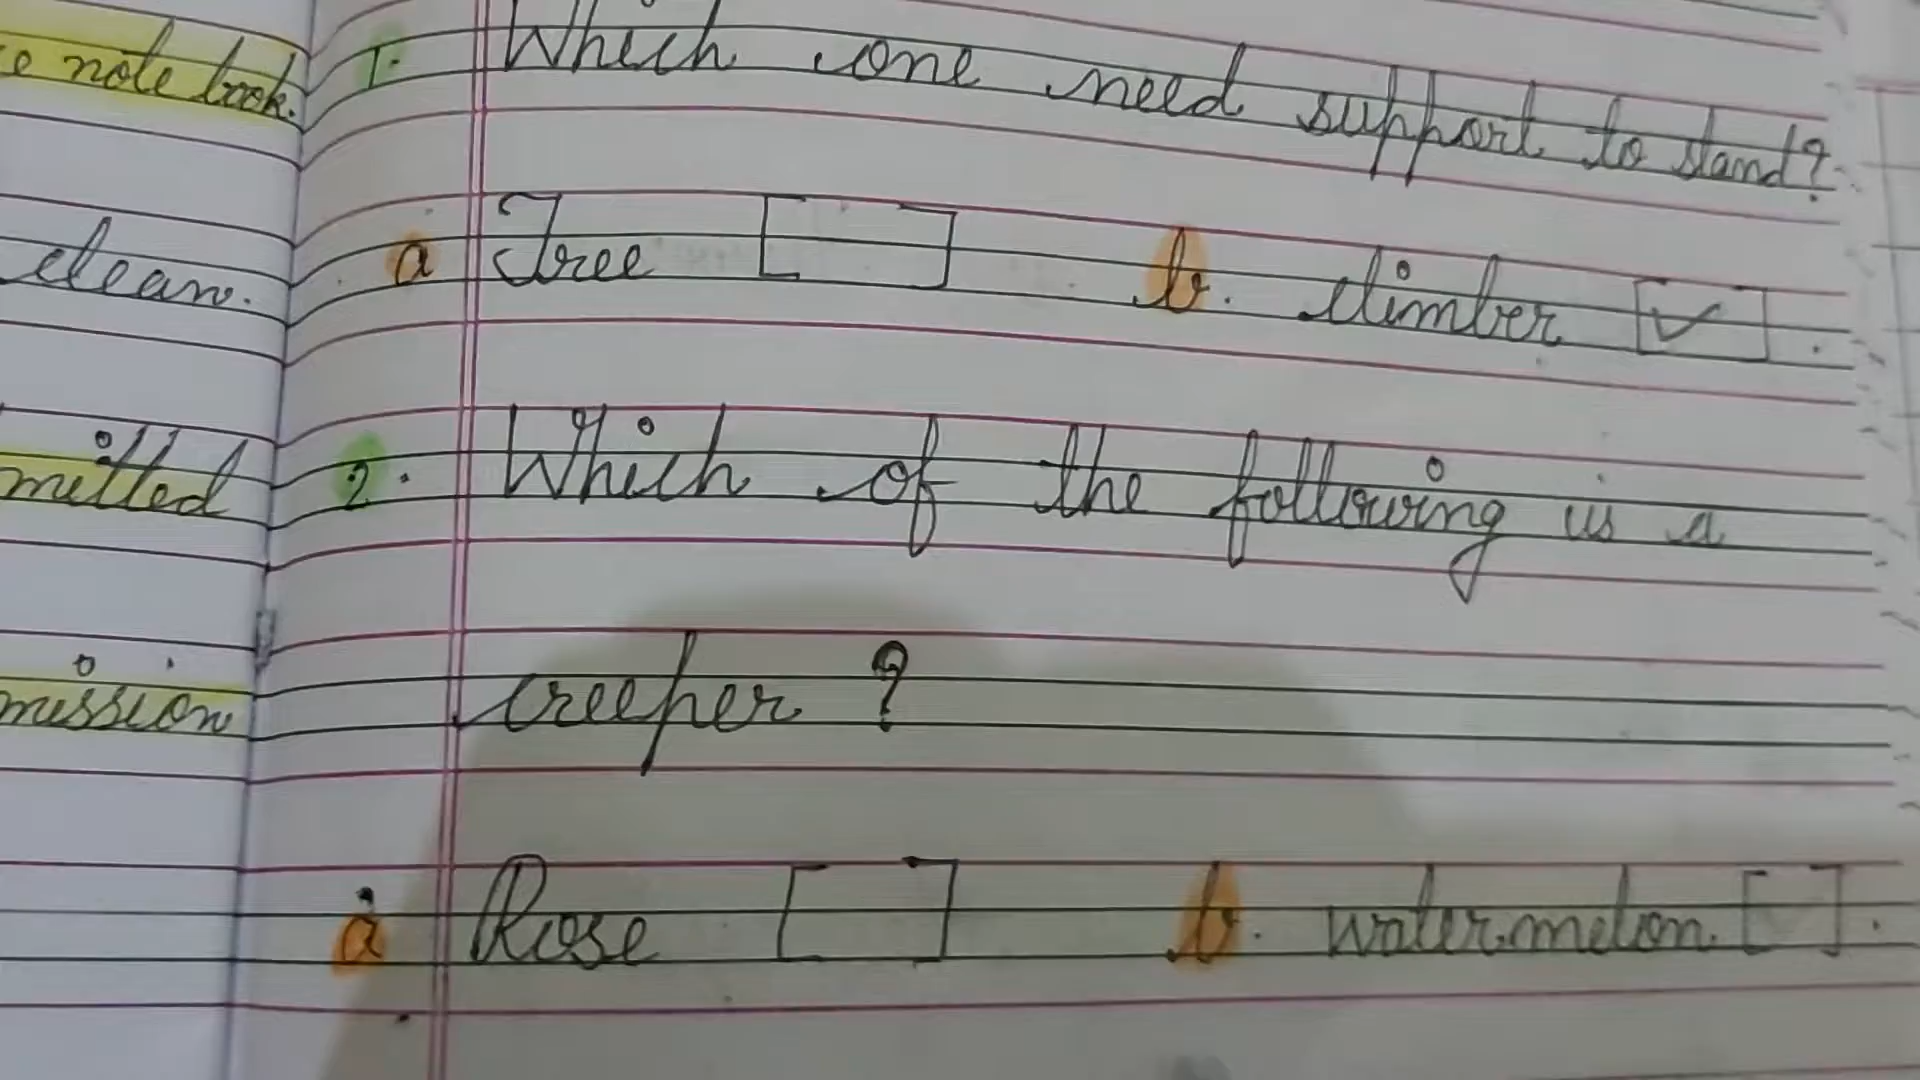 e note book.
clean.
mitted
mission
1. Which one need support to stand?
a Tree [ ] b. climber [✓].
2. Which of the following is a
creeper ?
a Rose [ ] b. watermelon [ ].